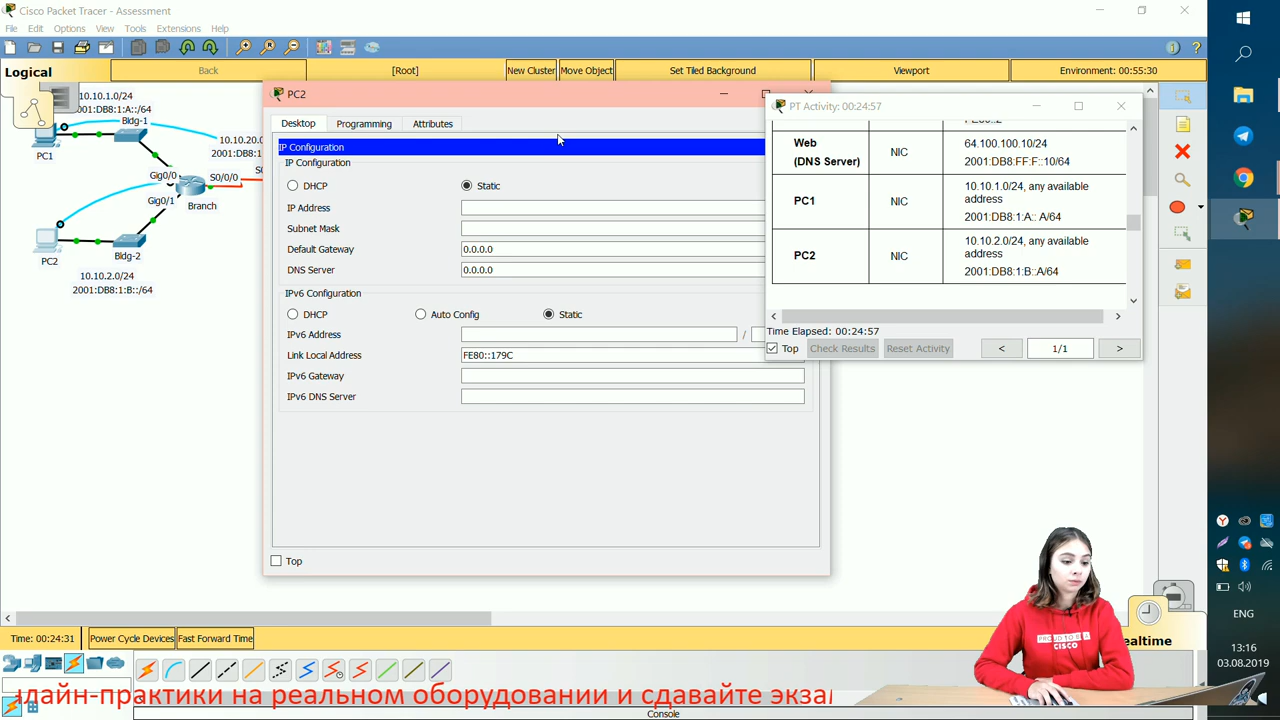 Cisco Packet Tracer - Assessment
File Edit Options View Tools Extensions Help
Logical
Back
[Root]
New Cluster
Move Object
Set Tiled Background
Viewport
Environment: 00:55:30
10.10.1.0/24
:001:DB8:1:A::/64
Bldg-1
PC1
10.10.20.0
2001:DB8:1
Gig0/0
S0/0/0
S0
Gig0/1
Branch
PC2
Bldg-2
10.10.2.0/24
2001:DB8:1:B::/64
PC2
Desktop
Programming
Attributes
IP Configuration
IP Configuration
DHCP
Static
IP Address
Subnet Mask
Default Gateway
0.0.0.0
DNS Server
0.0.0.0
IPv6 Configuration
DHCP
Auto Config
Static
IPv6 Address
/
Link Local Address
FE80::179C
IPv6 Gateway
IPv6 DNS Server
Top
PT Activity: 00:24:57
Web
(DNS Server)
NIC
64.100.100.10/24
2001:DB8:FF:F::10/64
PC1
NIC
10.10.1.0/24, any available
address
2001:DB8:1:A:: A/64
PC2
NIC
10.10.2.0/24, any available
address
2001:DB8:1:B::A/64
Time Elapsed: 00:24:57
Top
Check Results
Reset Activity
<
1/1
>
PROUD TO BE A
CISCO
Time: 00:24:31
Power Cycle Devices
Fast Forward Time
ealtime
лайн-практики на реальном оборудовании и сдавайте экза
Console
ENG
13:16
03.08.2019